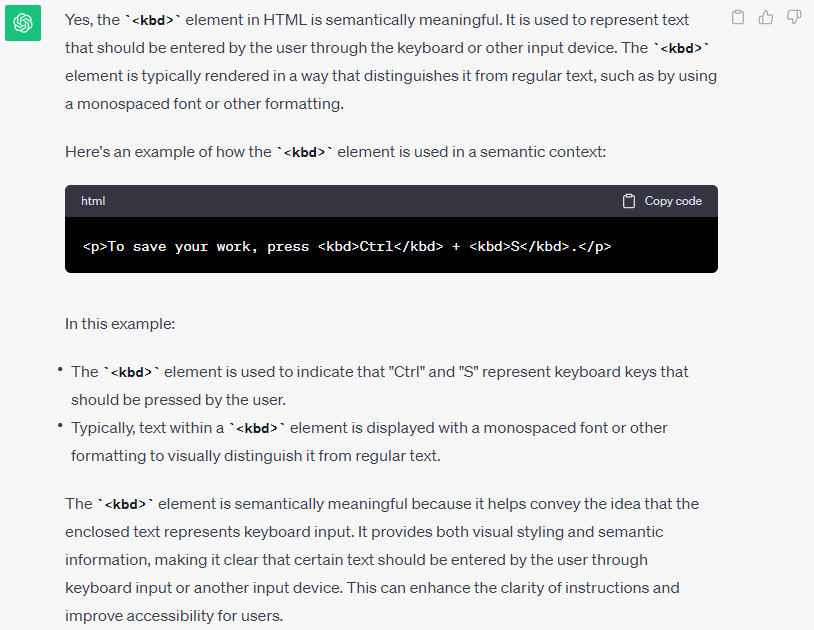 Yes, the `<kbd>` element in HTML is semantically meaningful. It is used to represent text
that should be entered by the user through the keyboard or other input device. The `<kbd>`
element is typically rendered in a way that distinguishes it from regular text, such as by using
a monospaced font or other formatting.
Here's an example of how the `<kbd>` element is used in a semantic context:
html Copy code
<p>To save your work, press <kbd>Ctrl</kbd> + <kbd>S</kbd>.</p>
In this example:
• The `<kbd>` element is used to indicate that "Ctrl" and "S" represent keyboard keys that
should be pressed by the user.
• Typically, text within a `<kbd>` element is displayed with a monospaced font or other
formatting to visually distinguish it from regular text.
The `<kbd>` element is semantically meaningful because it helps convey the idea that the
enclosed text represents keyboard input. It provides both visual styling and semantic
information, making it clear that certain text should be entered by the user through
keyboard input or another input device. This can enhance the clarity of instructions and
improve accessibility for users.